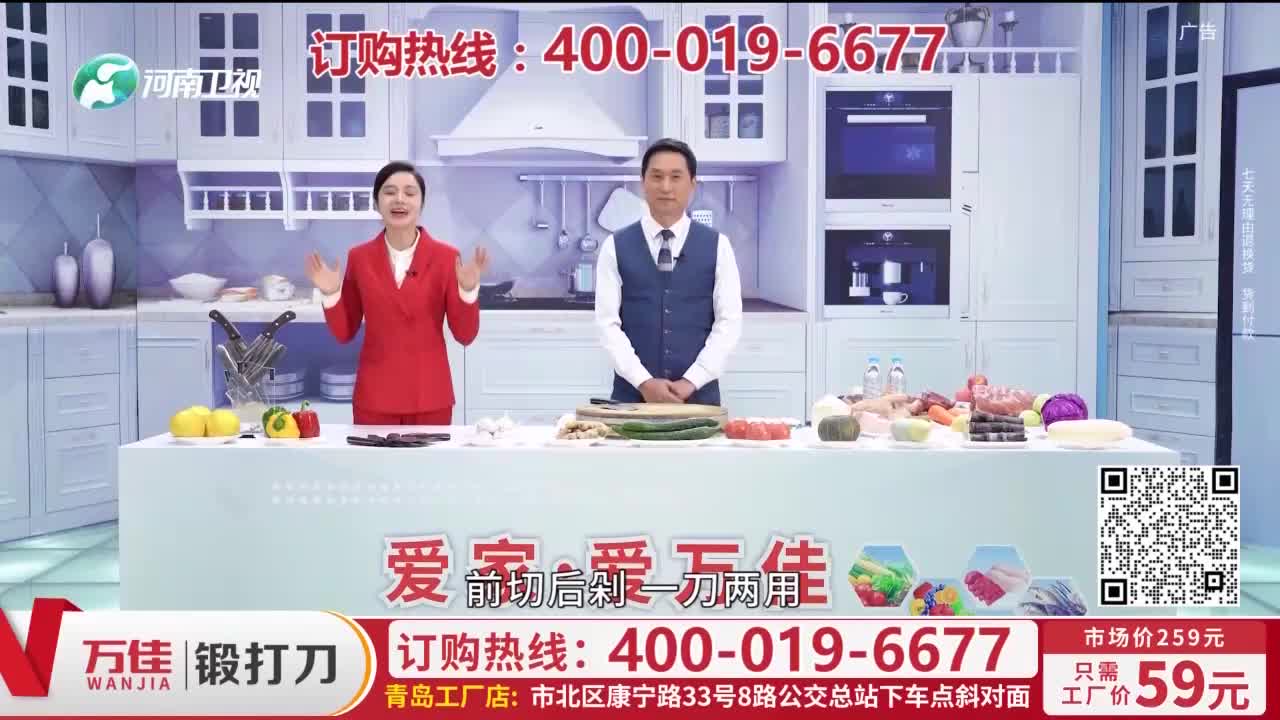 订购热线：400-019-6677
广告
河南卫视
七天无理由退换货 货到付款
爱家·爱万佳
前切后剁 一刀两用
万佳
WANJIA
锻打刀
订购热线：400-019-6677
青岛工厂店：市北区康宁路33号8路公交总站下车点斜对面
市场价259元
只需
工厂价
59元